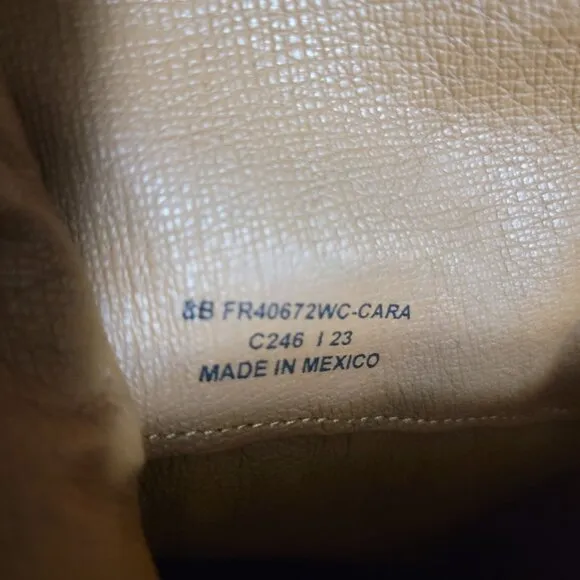 &B FR40672WC-CARA
C246 I 23
MADE IN MEXICO